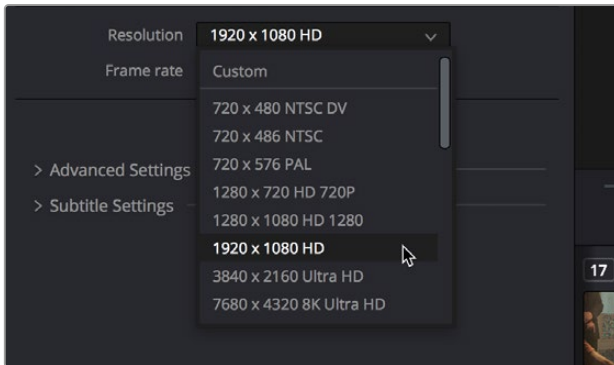 Resolution 1920 x 1080 HD
Frame rate
Custom
720 x 480 NTSC DV
720 x 486 NTSC
720 x 576 PAL
> Advanced Settings
1280 x 720 HD 720P
> Subtitle Settings
1280 x 1080 HD 1280
1920 x 1080 HD
3840 x 2160 Ultra HD
7680 x 4320 8K Ultra HD
17